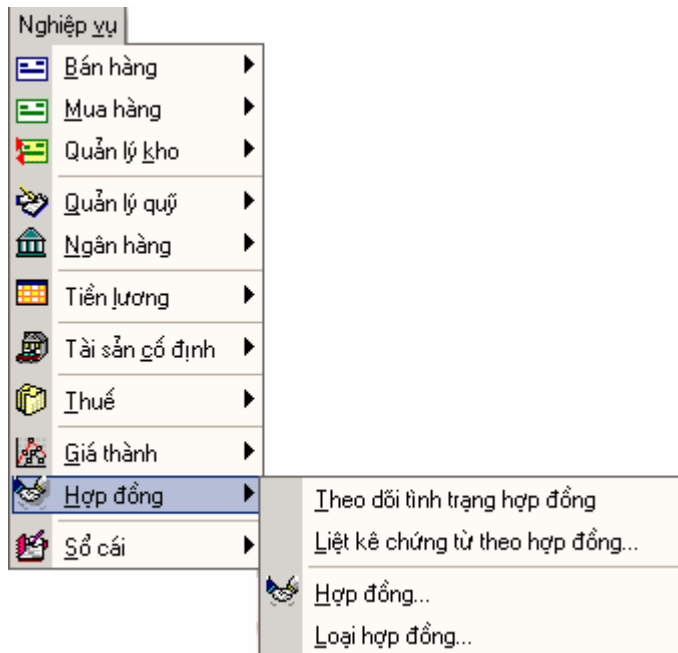 Nghiệp vụ
Bán hàng
Mua hàng
Quản lý kho
Quản lý quỹ
Ngân hàng
Tiền lương
Tài sản cố định
Thuế
Giá thành
Hợp đồng
Sổ cái
Theo dõi tình trạng hợp đồng
Liệt kê chứng từ theo hợp đồng...
Hợp đồng...
Loại hợp đồng...